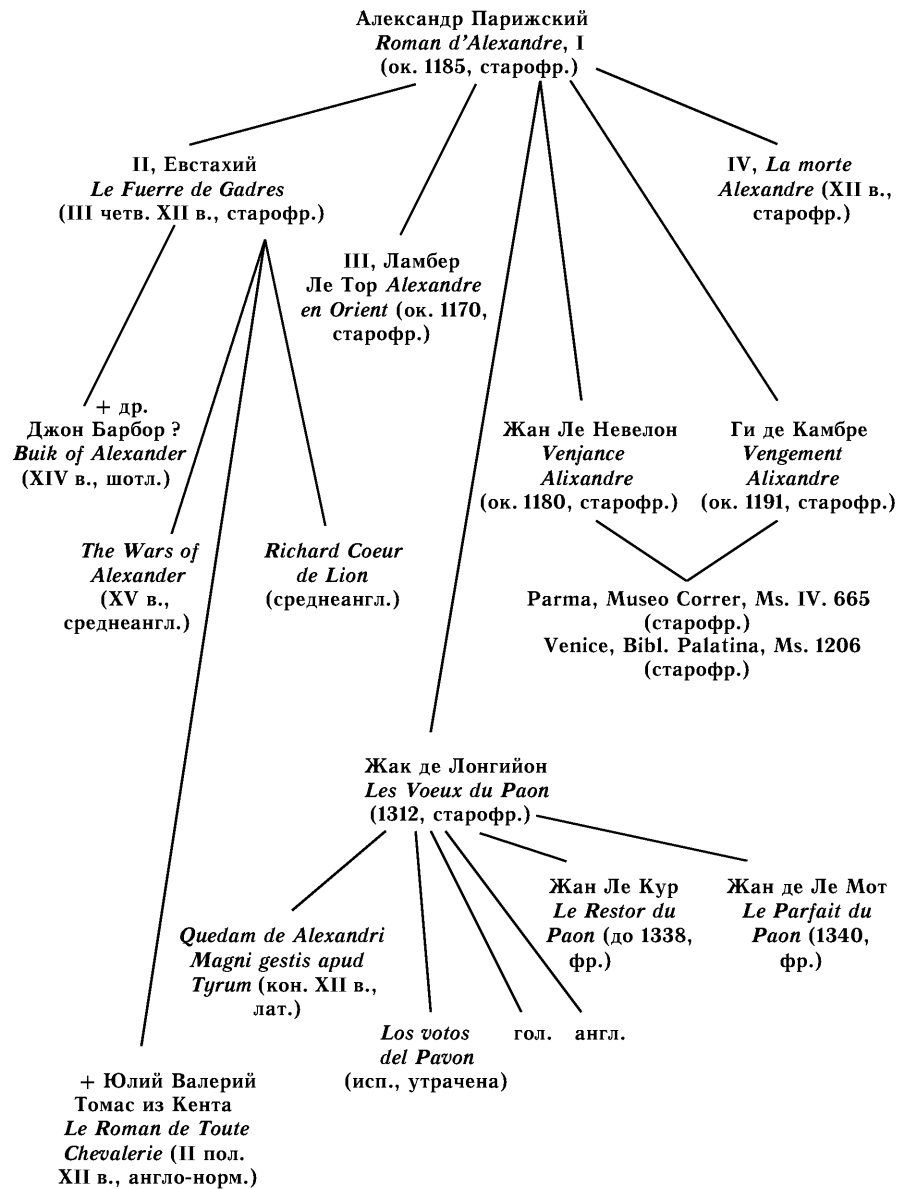 Александр Парижский
Roman d'Alexandre, I
(ок. 1185, старофр.)
II, Евстахий
Le Fuerre de Gadres
(III четв. XII в., старофр.)
IV, La morte
Alexandre (XII в.,
старофр.)
III, Ламбер
Ле Тор Alexandre
en Orient (ок. 1170,
старофр.)
+ др.
Джон Барбор ?
Buik of Alexander
(XIV в., шотл.)
Жан Ле Невелон
Venjance
Alixandre
(ок. 1180, старофр.)
Ги де Камбре
Vengement
Alixandre
(ок. 1191, старофр.)
The Wars of
Alexander
(XV в.,
среднеангл.)
Richard Coeur
de Lion
(среднеангл.)
Parma, Museo Correr, Ms. IV. 665
(старофр.)
Venice, Bibl. Palatina, Ms. 1206
(старофр.)
Жак де Лонгийон
Les Voeux du Paon
(1312, старофр.)
Жан Ле Кур
Le Restor du
Paon (до 1338,
фр.)
Жан де Ле Мот
Le Parfait du
Paon (1340,
фр.)
Quedam de Alexandri
Magni gestis apud
Tyrum (кон. XII в.,
лат.)
Los votos
del Pavon
(исп., утрачена)
гол.
англ.
+ Юлий Валерий
Томас из Кента
Le Roman de Toute
Chevalerie (II пол.
XII в., англо-норм.)